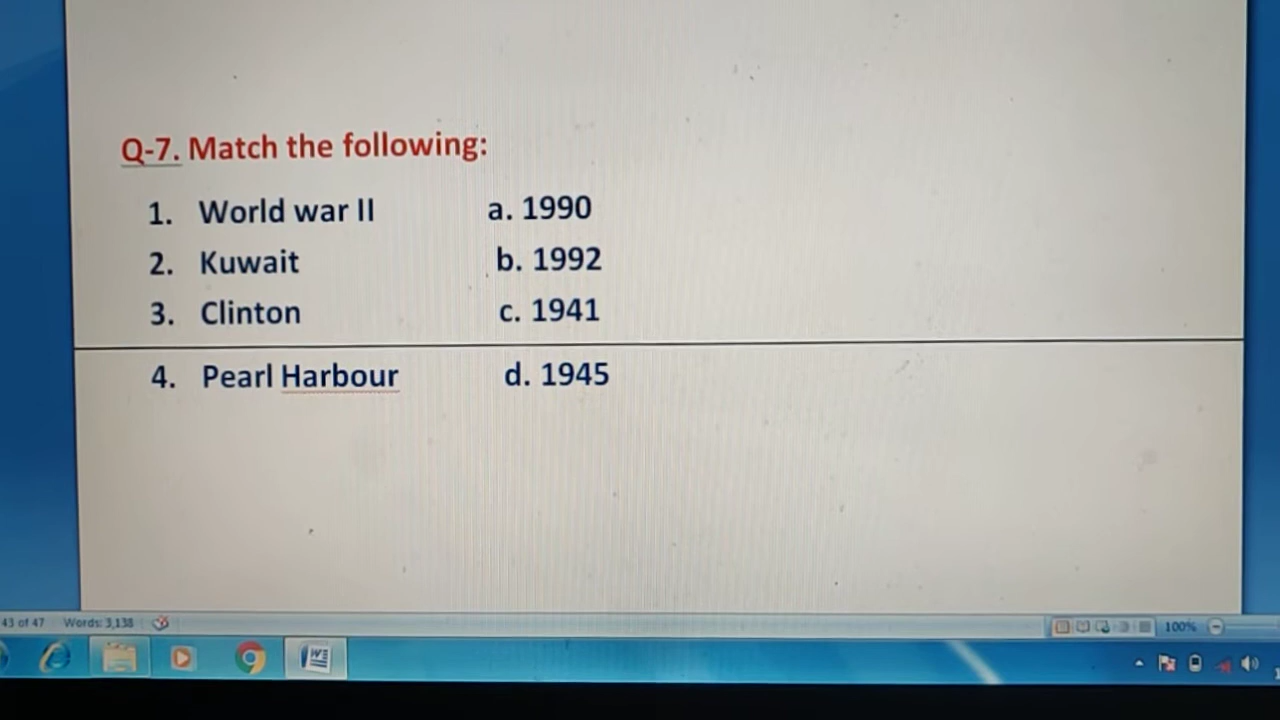 Q-7. Match the following:
1. World war II a. 1990
2. Kuwait b. 1992
3. Clinton c. 1941
4. Pearl Harbour d. 1945
43 of 47 Words: 3,138 100%